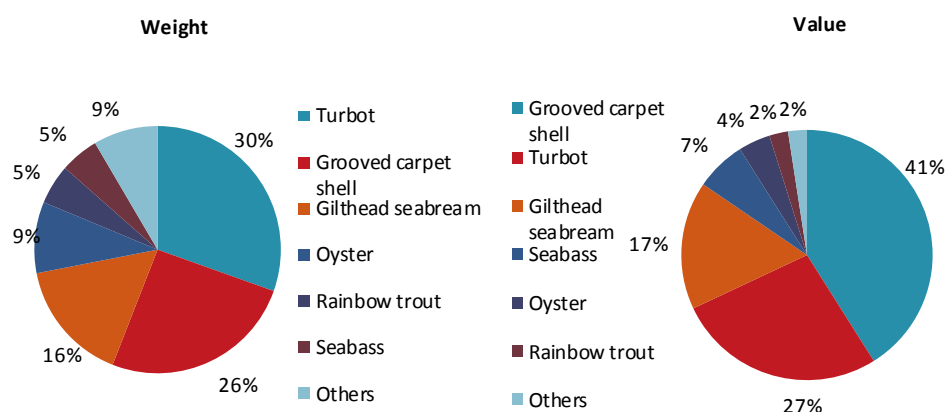 Weight
Value
30%
26%
16%
9%
5%
5%
9%
Turbot
Grooved carpet
shell
Gilthead seabream
Oyster
Rainbow trout
Seabass
Others
Grooved carpet
shell
Turbot
Gilthead
seabream
Seabass
Oyster
Rainbow trout
Others
41%
27%
17%
7%
4%
2%
2%